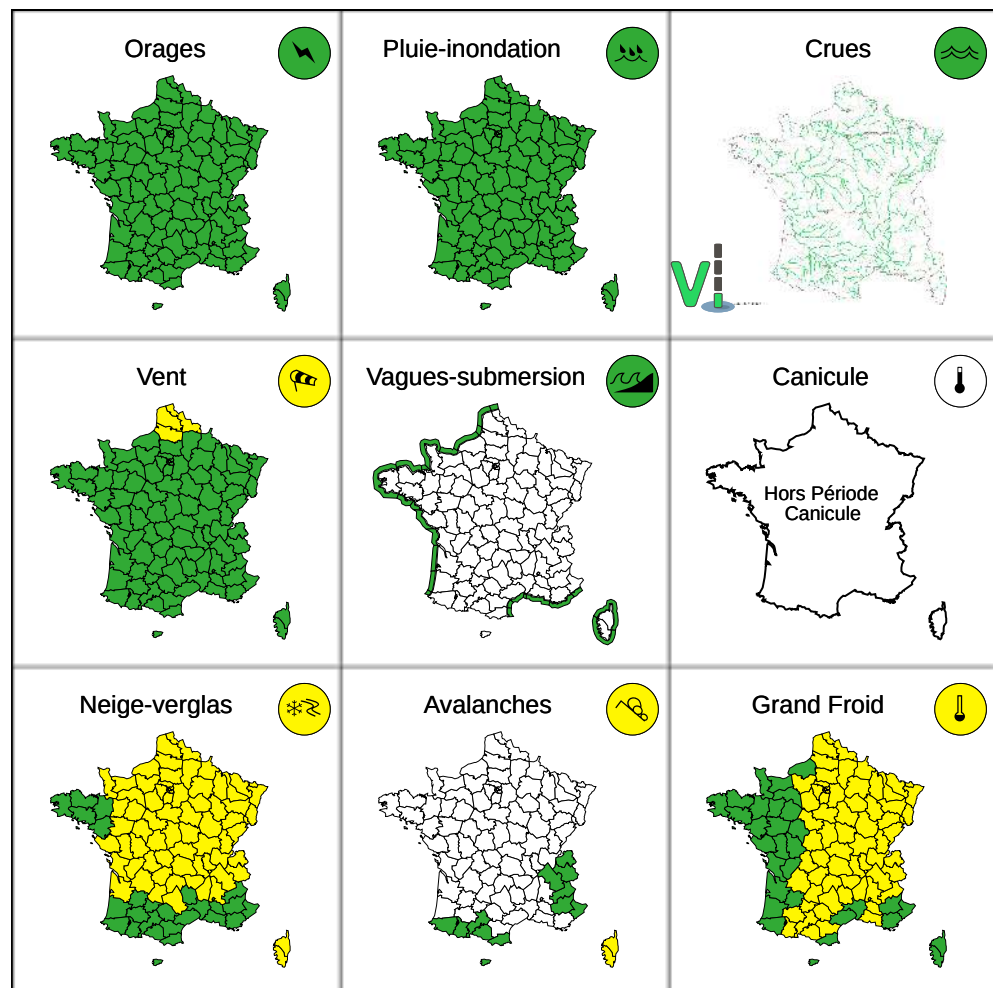 Orages
Pluie-inondation
Crues
Vent
Vagues-submersion
Canicule
Hors Période
Canicule
Neige-verglas
Avalanches
Grand Froid